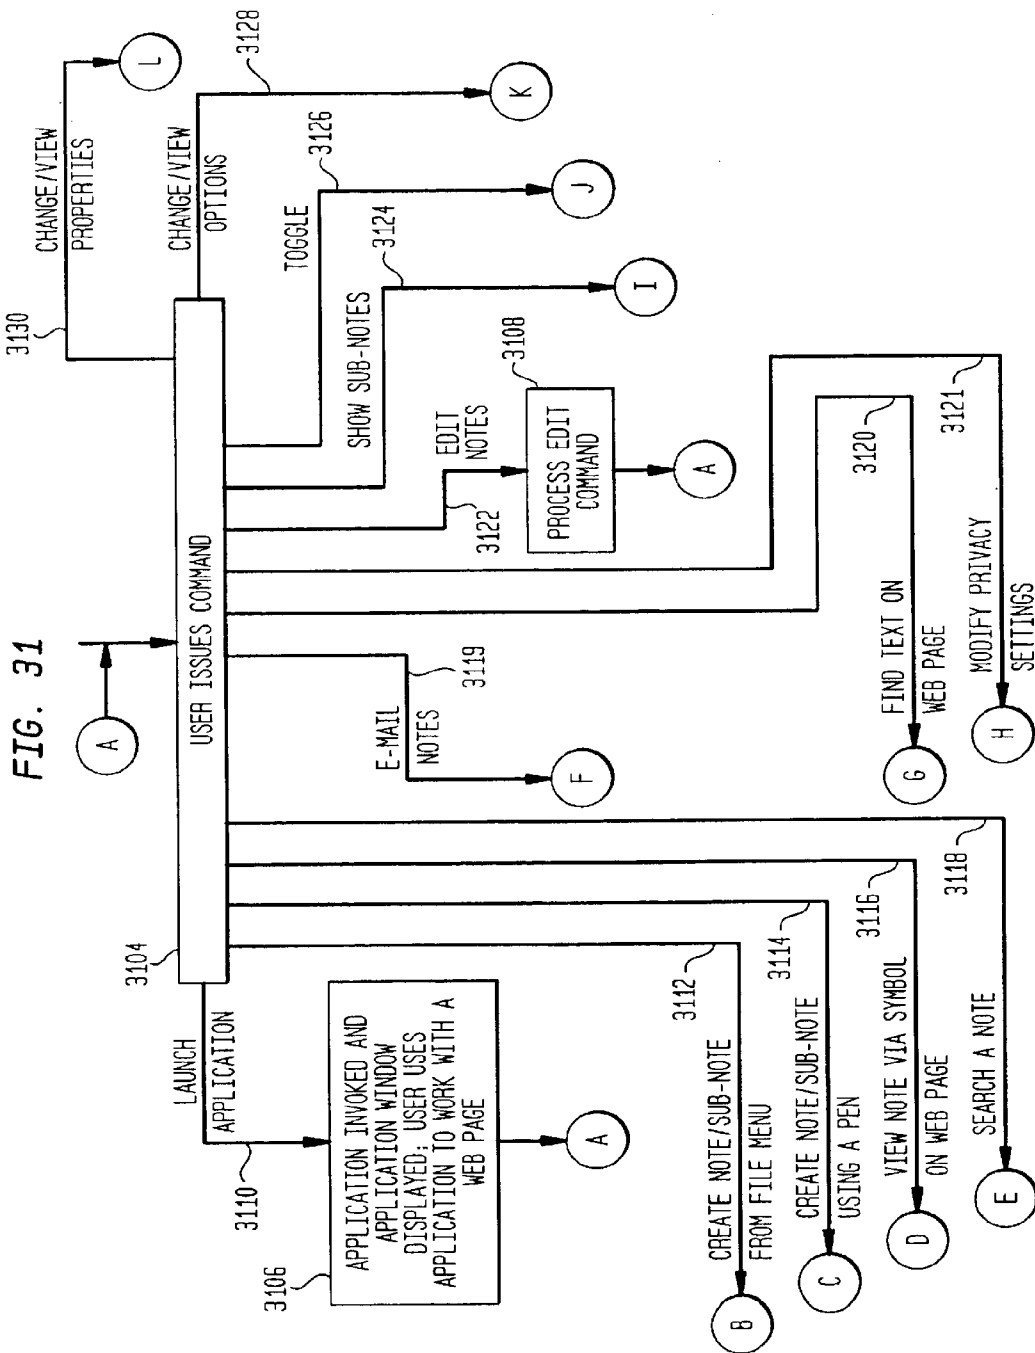 FIG. 31
A
USER ISSUES COMMAND
3104
LAUNCH
APPLICATION
3110
APPLICATION INVOKED AND
APPLICATION WINDOW
DISPLAYED; USER USES
APPLICATION TO WORK WITH A
WEB PAGE
3106
A
3112
CREATE NOTE/SUB-NOTE
FROM FILE MENU
B
3114
CREATE NOTE/SUB-NOTE
USING A PEN
C
3116
VIEW NOTE VIA SYMBOL
ON WEB PAGE
D
3118
SEARCH A NOTE
E
3119
E-MAIL
NOTES
F
3120
FIND TEXT ON
WEB PAGE
G
3121
MODIFY PRIVACY
SETTINGS
H
3122
EDIT
NOTES
3108
PROCESS EDIT
COMMAND
A
SHOW SUB-NOTES
3124
I
TOGGLE
3126
J
CHANGE/VIEW
OPTIONS
3128
K
3130
CHANGE/VIEW
PROPERTIES
L